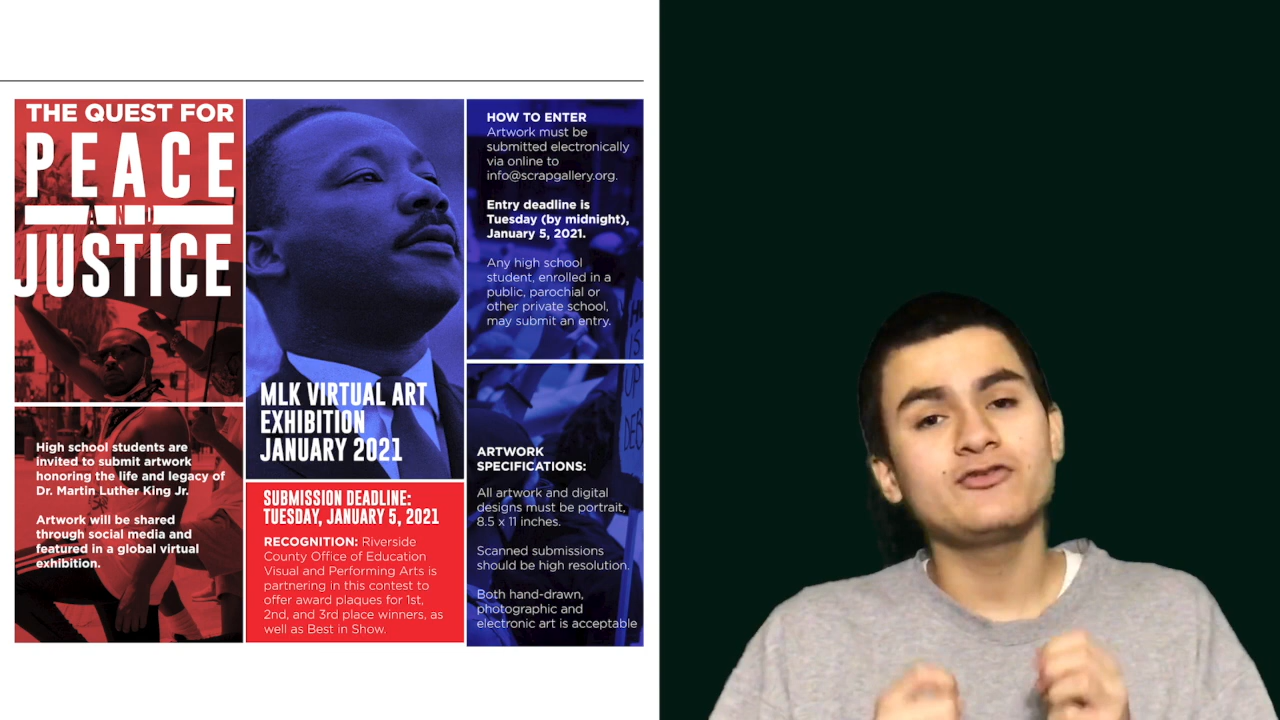 THE QUEST FOR
PEACE
AND
JUSTICE
High school students are
invited to submit artwork
honoring the life and legacy of
Dr. Martin Luther King Jr.
Artwork will be shared
through social media and
featured in a global virtual
exhibition.
MLK VIRTUAL ART
EXHIBITION
JANUARY 2021
SUBMISSION DEADLINE:
TUESDAY, JANUARY 5, 2021
RECOGNITION: Riverside
County Office of Education
Visual and Performing Arts is
partnering in this contest to
offer award plaques for 1st,
2nd, and 3rd place winners, as
well as Best in Show.
HOW TO ENTER
Artwork must be
submitted electronically
via online to
info@scrapgallery.org.
Entry deadline is
Tuesday (by midnight),
January 5, 2021.
Any high school
student, enrolled in a
public, parochial or
other private school,
may submit an entry.
ARTWORK
SPECIFICATIONS:
All artwork and digital
designs must be portrait,
8.5 x 11 inches.
Scanned submissions
should be high resolution.
Both hand-drawn,
photographic and
electronic art is acceptable